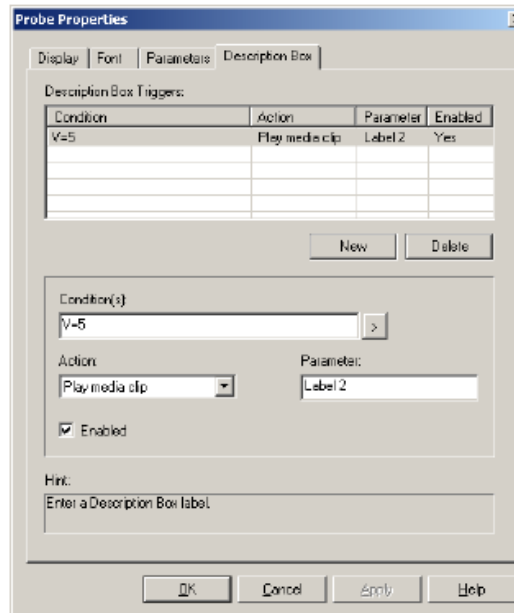 Probe Properties
Display Font Parameters Description Box
Description Box Triggers:
Condition Action Parameter Enabled
V=5 Play media clip Label 2 Yes
New Delete
Condition(s):
V=5 >
Action: Parameter:
Play media clip Label 2
Enabled
Hint:
Enter a Description Box label.
OK Cancel Apply Help